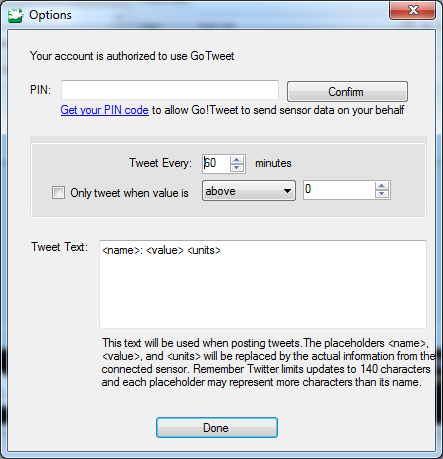 Options
Your account is authorized to use GoTweet
PIN:
Confirm
Get your PIN code to allow Go!Tweet to send sensor data on your behalf
Tweet Every: 60 minutes
Only tweet when value is above 0
Tweet Text:
<name>: <value> <units>
This text will be used when posting tweets.The placeholders <name>,
<value>, and <units> will be replaced by the actual information from the
connected sensor. Remember Twitter limits updates to 140 characters
and each placeholder may represent more characters than its name.
Done